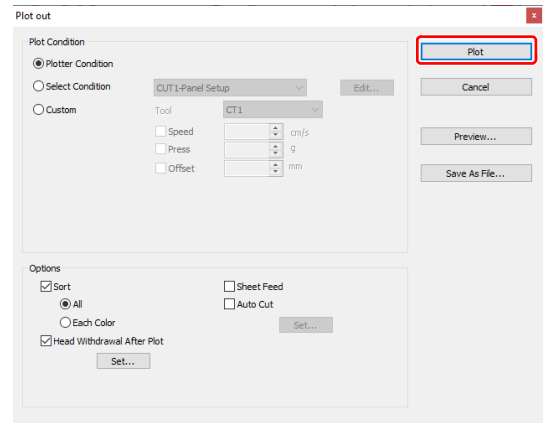 Plot out
x
Plot Condition
Plotter Condition
Select Condition
CUT1-Panel Setup
Edit...
Custom
Tool
CT1
Speed
cm/s
Press
g
Offset
mm
Plot
Cancel
Preview...
Save As File...
Options
Sort
All
Each Color
Head Withdrawal After Plot
Set...
Sheet Feed
Auto Cut
Set...